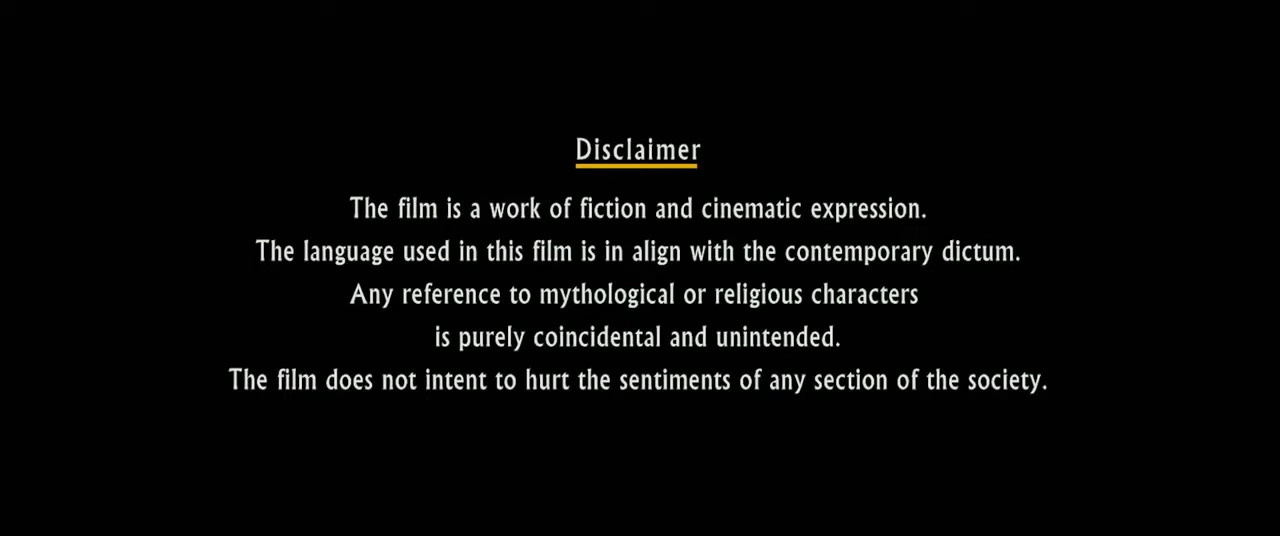 Disclaimer
The film is a work of fiction and cinematic expression.
The language used in this film is in align with the contemporary dictum.
Any reference to mythological or religious characters
is purely coincidental and unintended.
The film does not intent to hurt the sentiments of any section of the society.